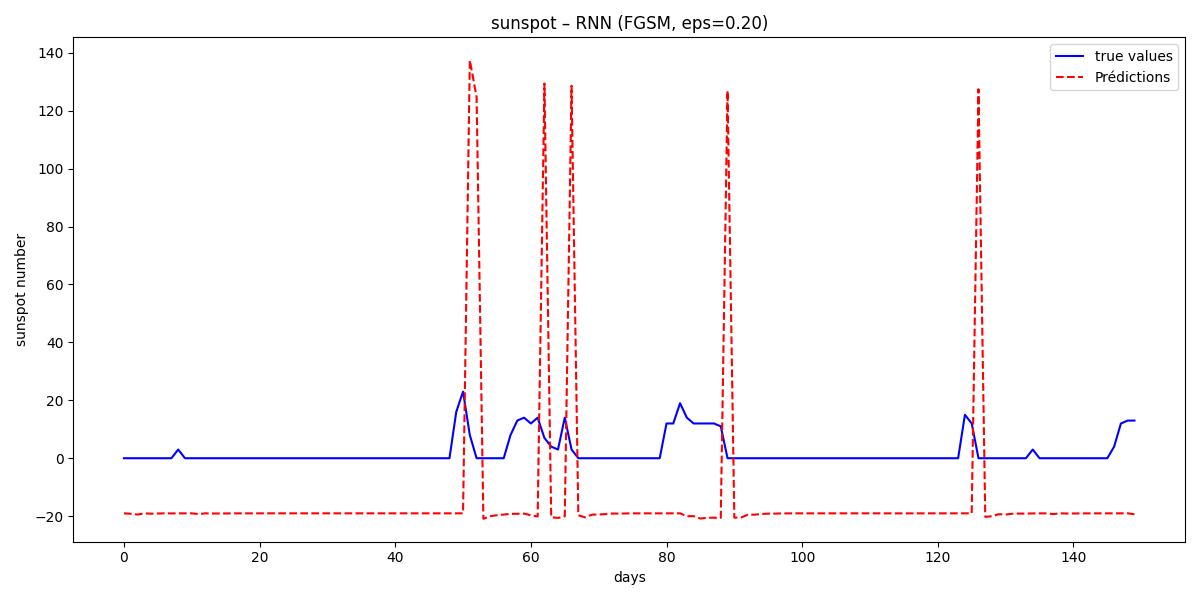 sunspot – RNN (FGSM, eps=0.20)
true values
Prédictions
sunspot number
140
120
100
80
60
40
20
0
−20
0 20 40 60 80 100 120 140
days